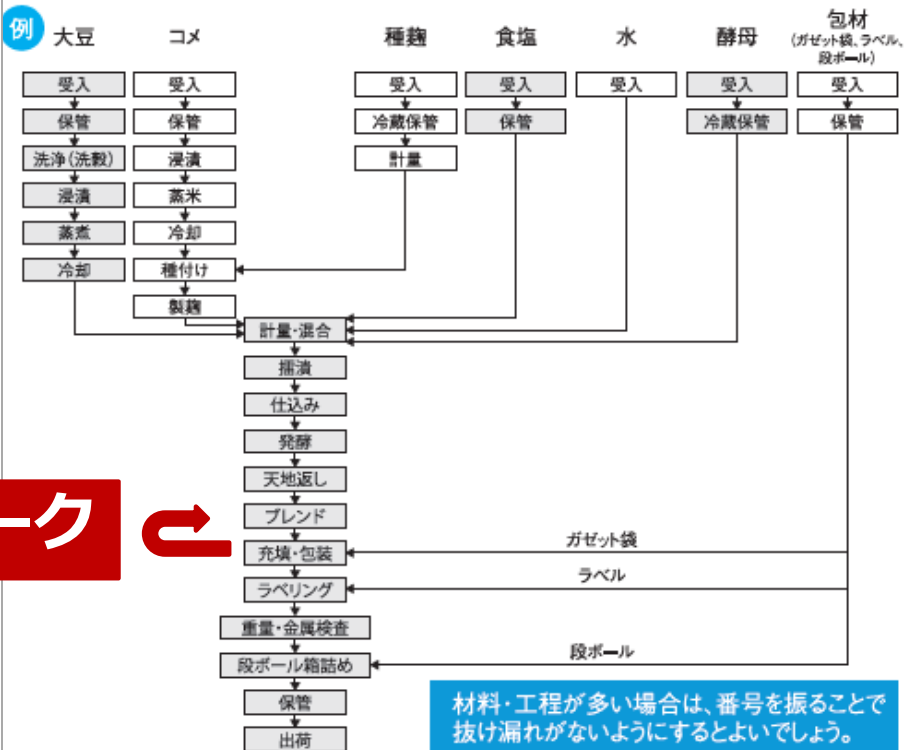 例
大豆
コメ
種麹
食塩
水
酵母
包材
(ガゼット袋、ラベル、
段ボール)
受入
受入
受入
受入
受入
受入
受入
保管
保管
冷蔵保管
保管
冷蔵保管
保管
洗浄(洗穀)
浸漬
計量
浸漬
蒸米
蒸煮
冷却
冷却
種付け
製麹
計量・混合
擂潰
仕込み
発酵
天地返し
ブレンド
ーク
充填・包装
ガゼット袋
ラベリング
ラベル
重量・金属検査
段ボール箱詰め
段ボール
保管
出荷
材料・工程が多い場合は、番号を振ることで
抜け漏れがないようにするとよいでしょう。